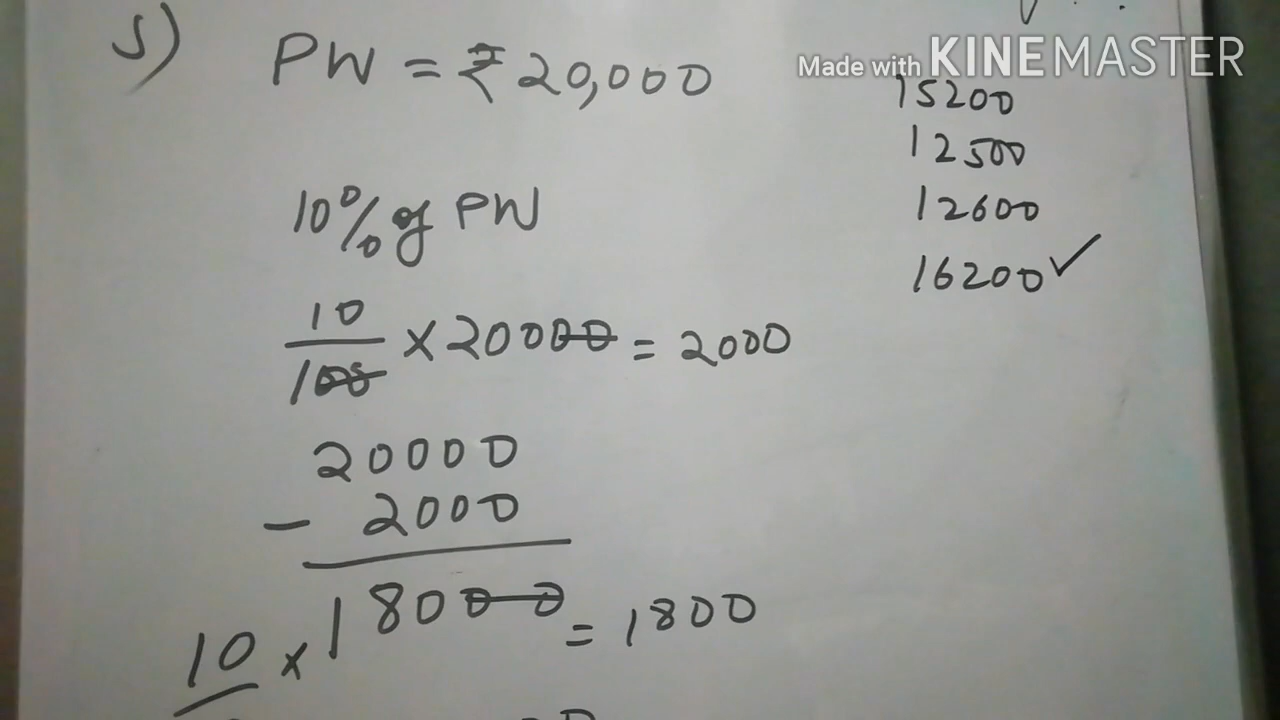 5) PW = ₹20,000
10% of PW
10
100 × 20000 = 2000
20000
- 2000
18000 = 1800
10 ×
Made with KINEMASTER
15200
12500
12600
16200✓